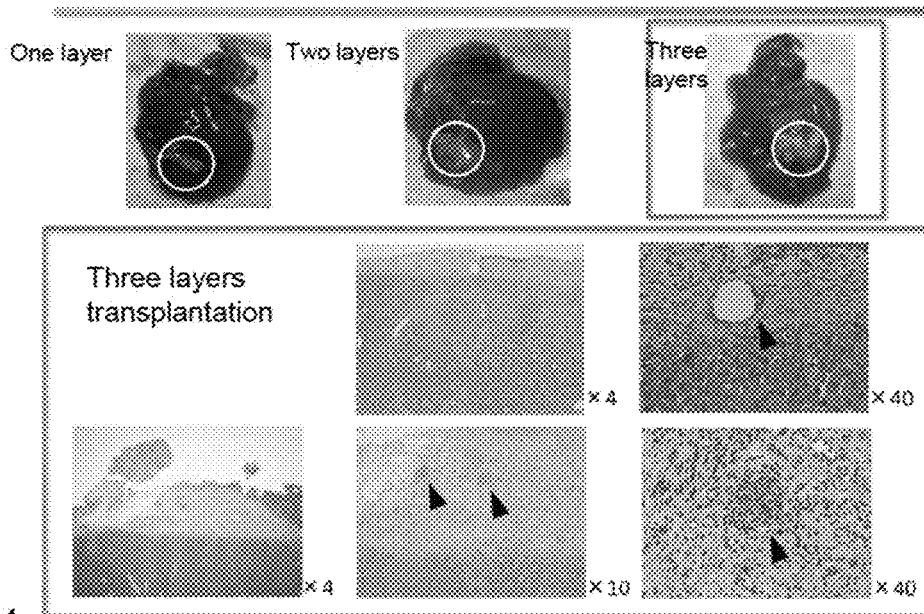 One layer
Two layers
Three
layers
Three layers
transplantation
× 4
× 40
× 4
× 10
× 40